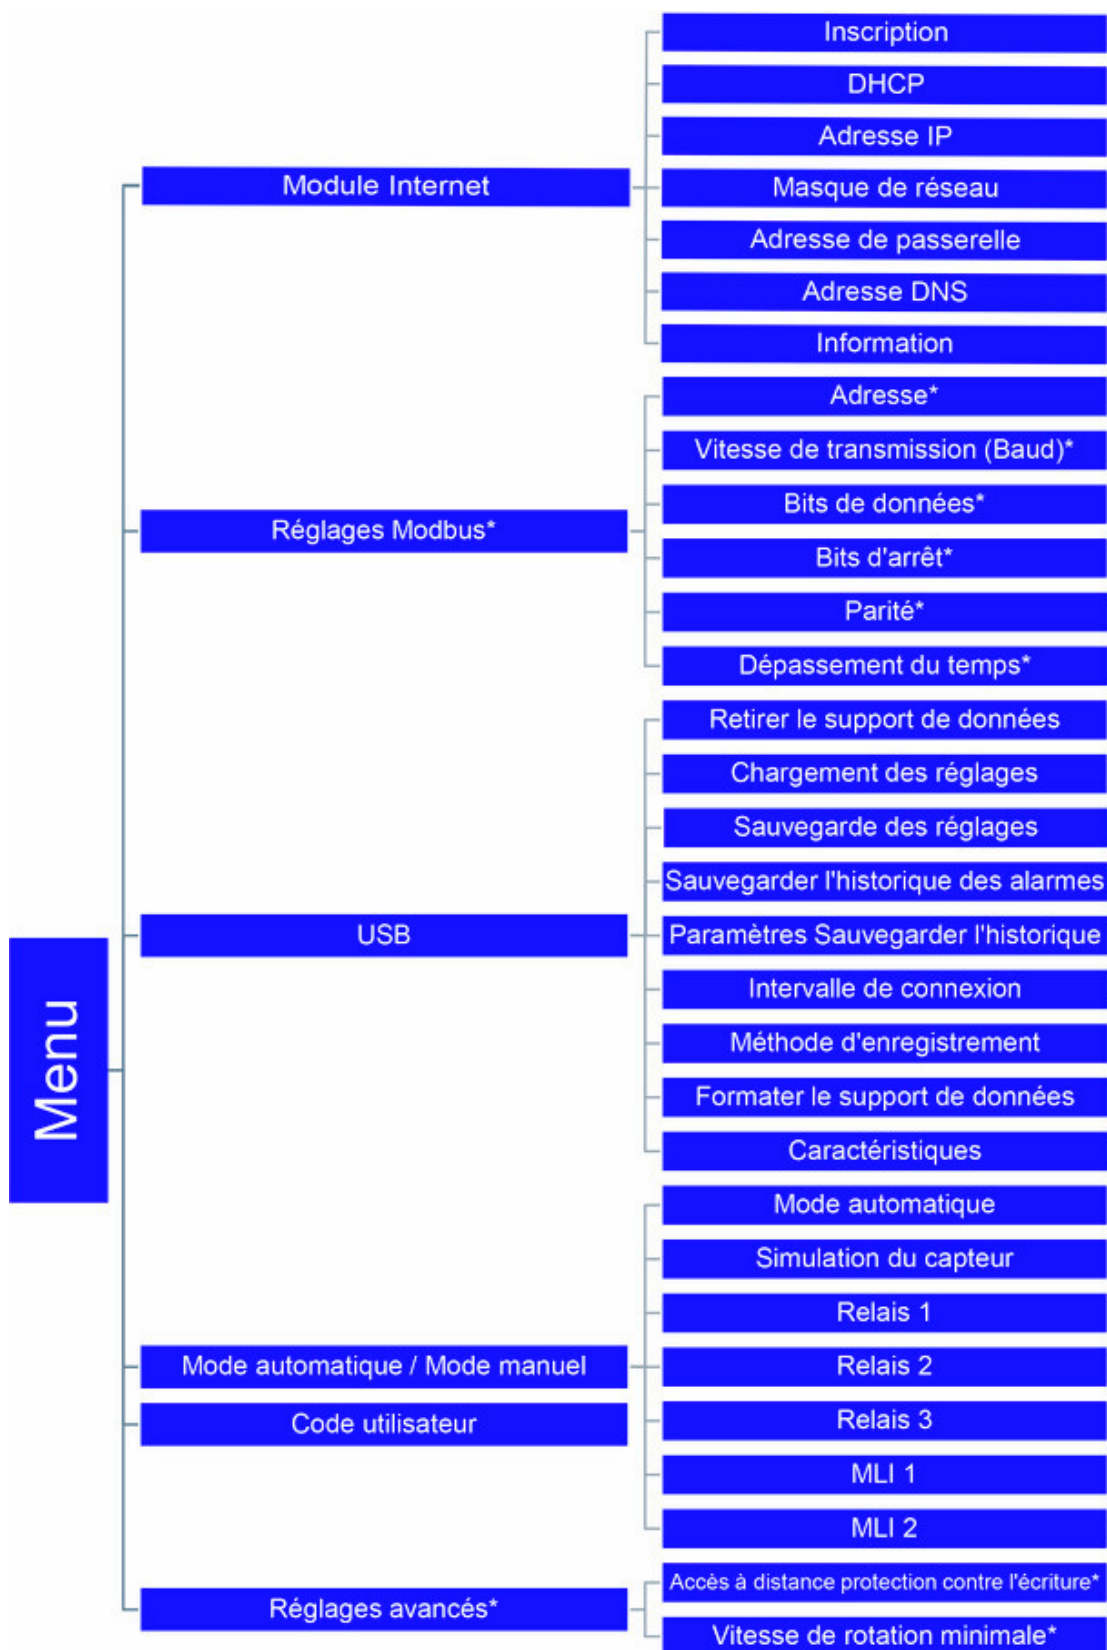 Menu
Module Internet
Inscription
DHCP
Adresse IP
Masque de réseau
Adresse de passerelle
Adresse DNS
Information
Réglages Modbus*
Adresse*
Vitesse de transmission (Baud)*
Bits de données*
Bits d'arrêt*
Parité*
Dépassement du temps*
USB
Retirer le support de données
Chargement des réglages
Sauvegarde des réglages
Sauvegarder l'historique des alarmes
Paramètres Sauvegarder l'historique
Intervalle de connexion
Méthode d'enregistrement
Formater le support de données
Caractéristiques
Mode automatique / Mode manuel
Mode automatique
Simulation du capteur
Relais 1
Relais 2
Relais 3
MLI 1
MLI 2
Code utilisateur
Réglages avancés*
Accès à distance protection contre l'écriture*
Vitesse de rotation minimale*